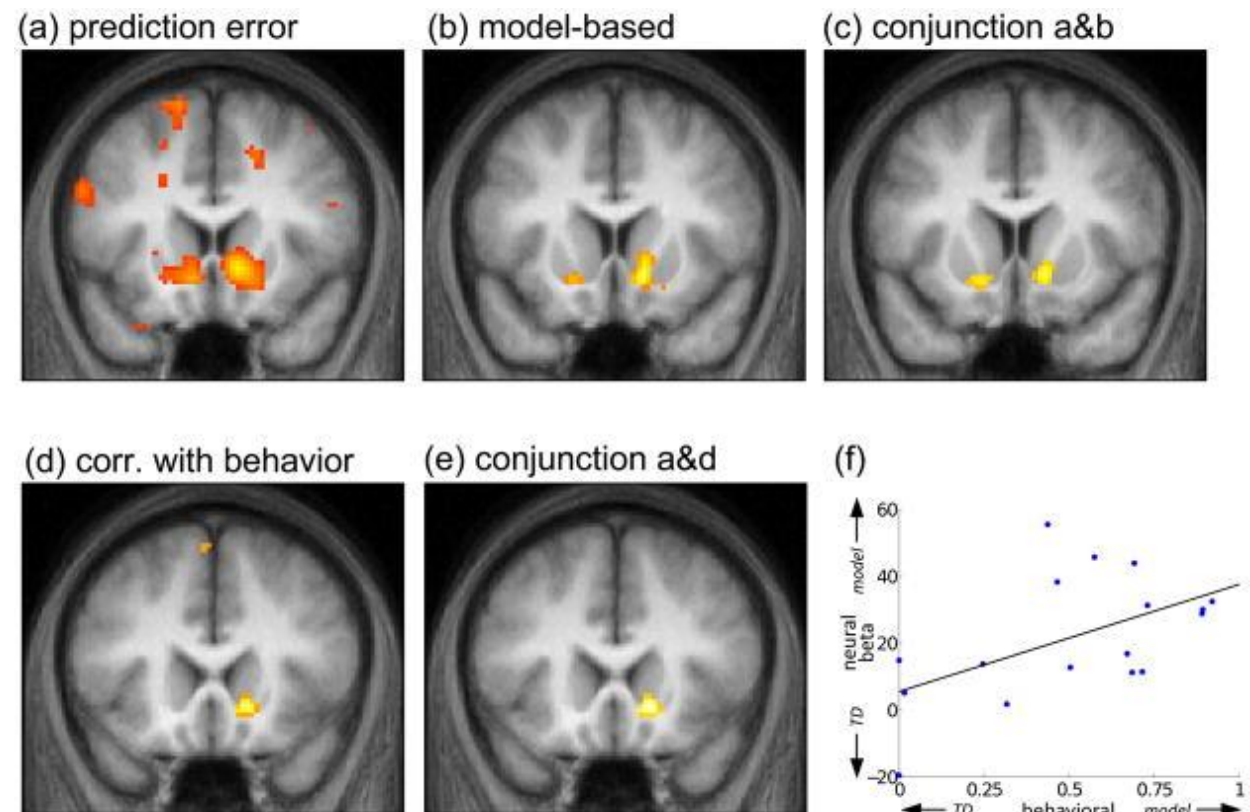 (a) prediction error
(b) model-based
(c) conjunction a&b
(d) corr. with behavior
(e) conjunction a&d
(f)
60
40
20
0
−20
model
neural
beta
TD
0
0.25
0.5
0.75
1
TD
behavioral
model